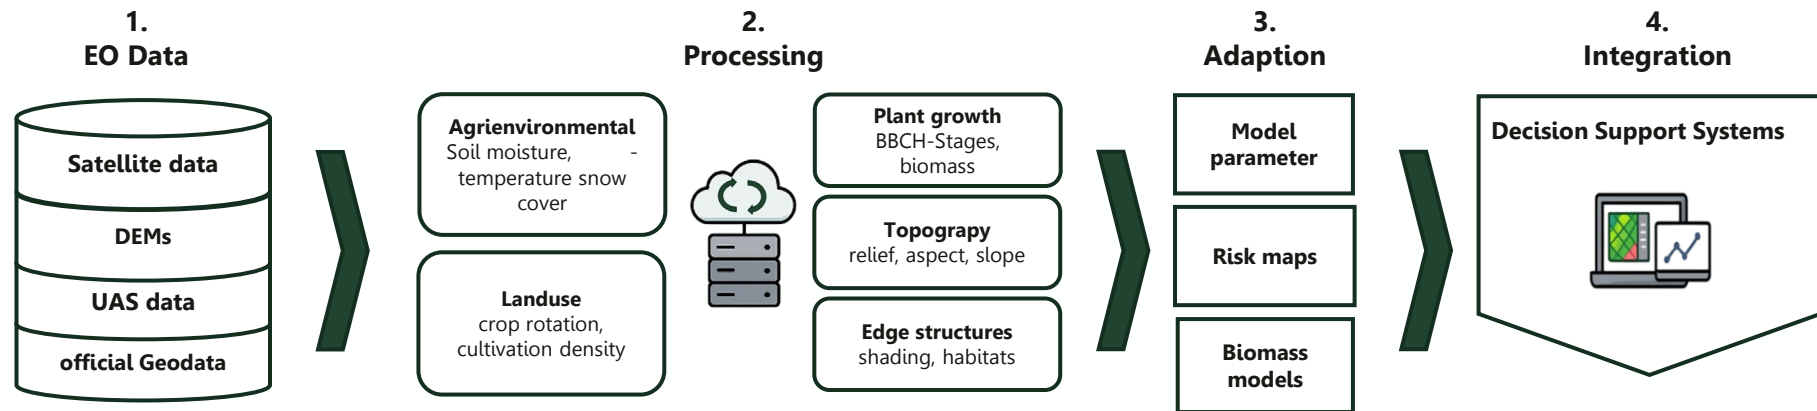 1.
EO Data
Satellite data
DEMs
UAS data
official Geodata
2.
Processing
Agrienvironmental
Soil moisture, -
temperature snow
cover
Landuse
crop rotation,
cultivation density
Plant growth
BBCH-Stages,
biomass
Topograpy
relief, aspect, slope
Edge structures
shading, habitats
3.
Adaption
Model
parameter
Risk maps
Biomass
models
4.
Integration
Decision Support Systems